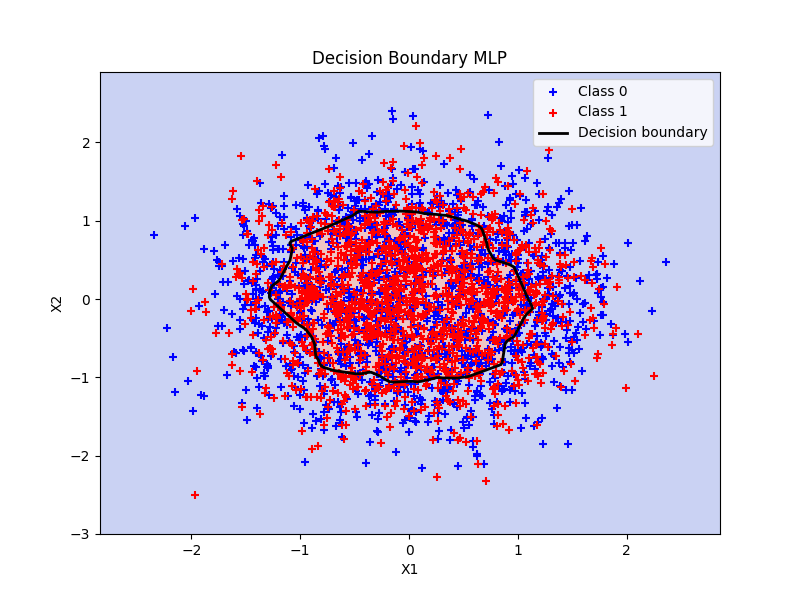 Decision Boundary MLP
Class 0
Class 1
Decision boundary
X2
2
1
0
−1
−2
−3
−2
−1
0
1
2
X1